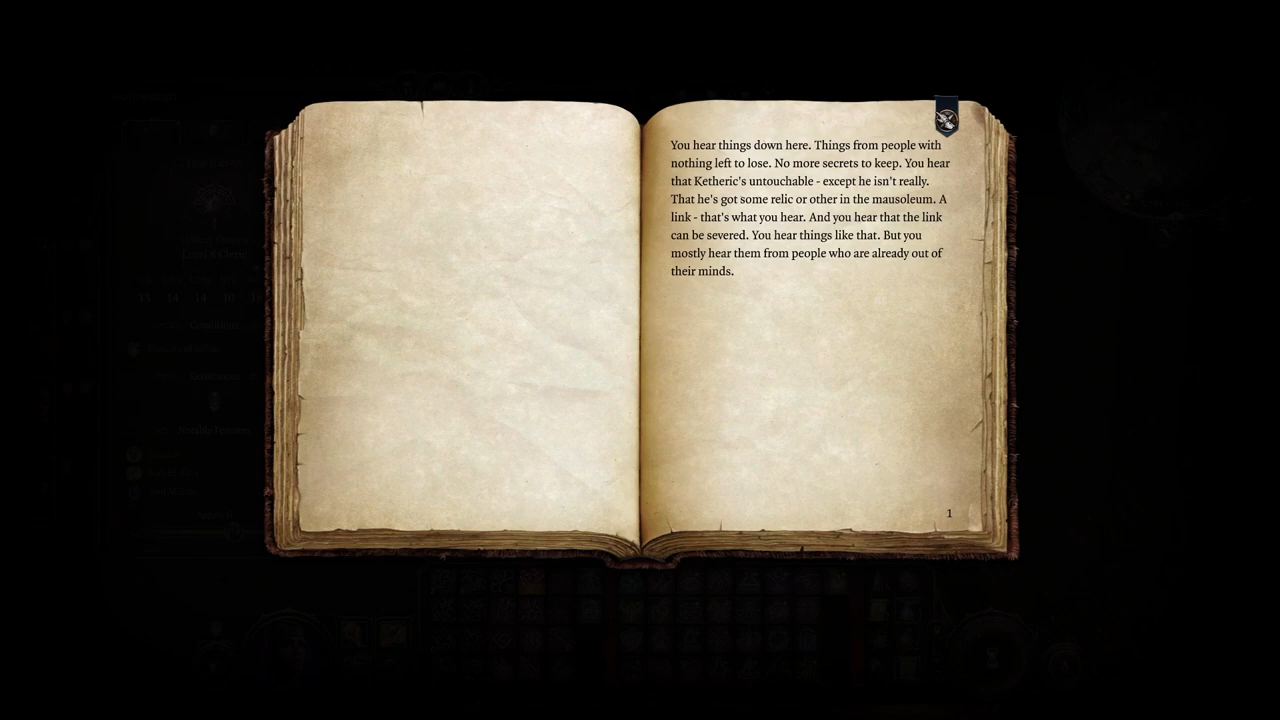 You hear things down here. Things from people with
nothing left to lose. No more secrets to keep. You hear
that Ketheric's untouchable - except he isn't really.
That he's got some relic or other in the mausoleum. A
link - that's what you hear. And you hear that the link
can be severed. You hear things like that. But you
mostly hear them from people who are already out of
their minds.
1